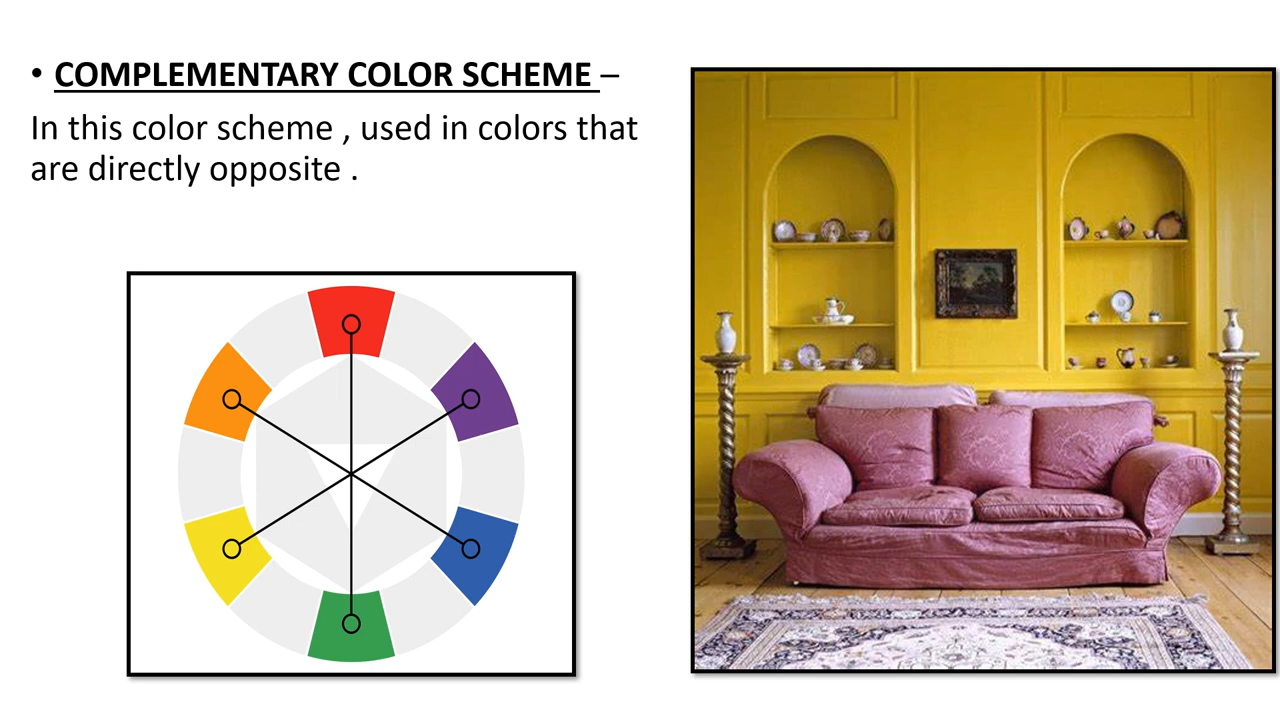 • COMPLEMENTARY COLOR SCHEME –
In this color scheme , used in colors that
are directly opposite .